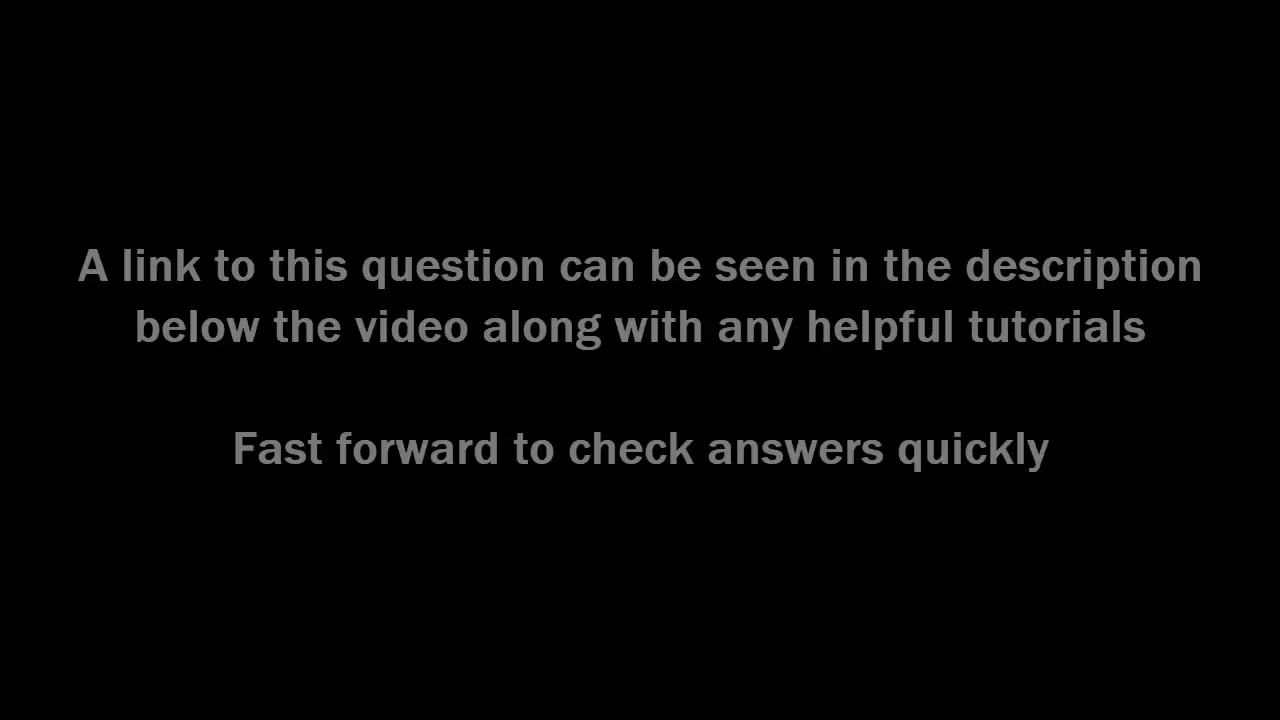 A link to this question can be seen in the description
below the video along with any helpful tutorials
Fast forward to check answers quickly